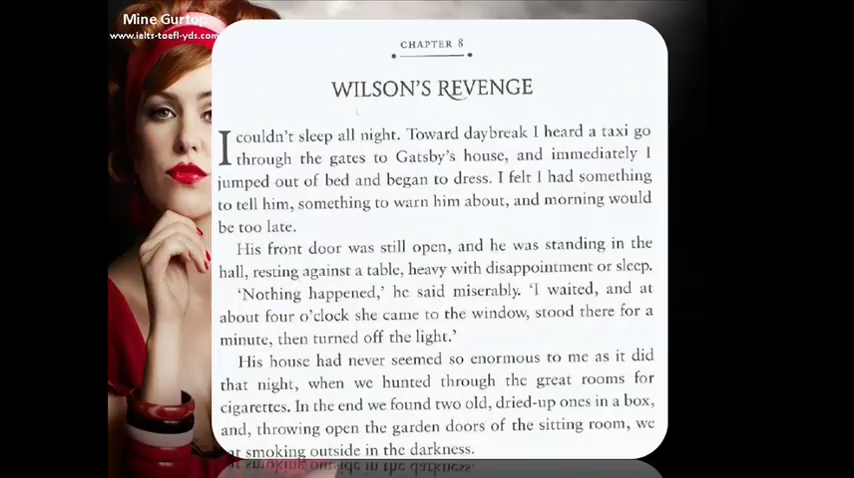 Mine Gurtop
www.ielts-toefl-yds.com
CHAPTER 8
WILSON'S REVENGE
I couldn't sleep all night. Toward daybreak I heard a taxi go
through the gates to Gatsby's house, and immediately I
jumped out of bed and began to dress. I felt I had something
to tell him, something to warn him about, and morning would
be too late.
His front door was still open, and he was standing in the
hall, resting against a table, heavy with disappointment or sleep.
'Nothing happened,' he said miserably. 'I waited, and at
about four o'clock she came to the window, stood there for a
minute, then turned off the light.'
His house had never seemed so enormous to me as it did
that night, when we hunted through the great rooms for
cigarettes. In the end we found two old, dried-up ones in a box,
and, throwing open the garden doors of the sitting room, we
smoking outside in the darkness.